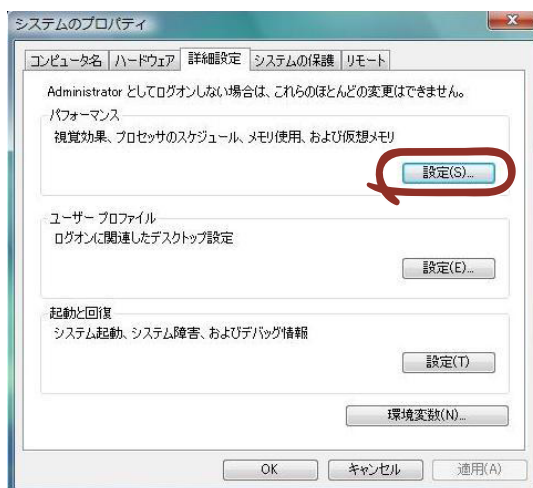 システムのプロパティ
コンピュータ名 ハードウェア 詳細設定 システムの保護 リモート
Administrator としてログオンしない場合は、これらのほとんどの変更はできません。
パフォーマンス
視覚効果、プロセッサのスケジュール、メモリ使用、および仮想メモリ
設定(S)...
ユーザー プロファイル
ログオンに関連したデスクトップ設定
設定(E)...
起動と回復
システム起動、システム障害、およびデバッグ情報
設定(T)
環境変数(N)...
OK キャンセル 適用(A)